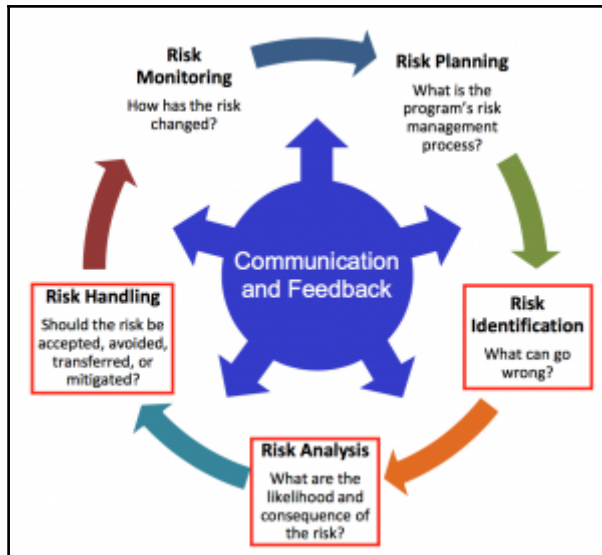 Risk
Monitoring
How has the risk
changed?
Risk Planning
What is the
program's risk
management
process?
Communication
and Feedback
Risk Handling
Should the risk be
accepted, avoided,
transferred, or
mitigated?
Risk
Identification
What can go
wrong?
Risk Analysis
What are the
likelihood and
consequence of
the risk?